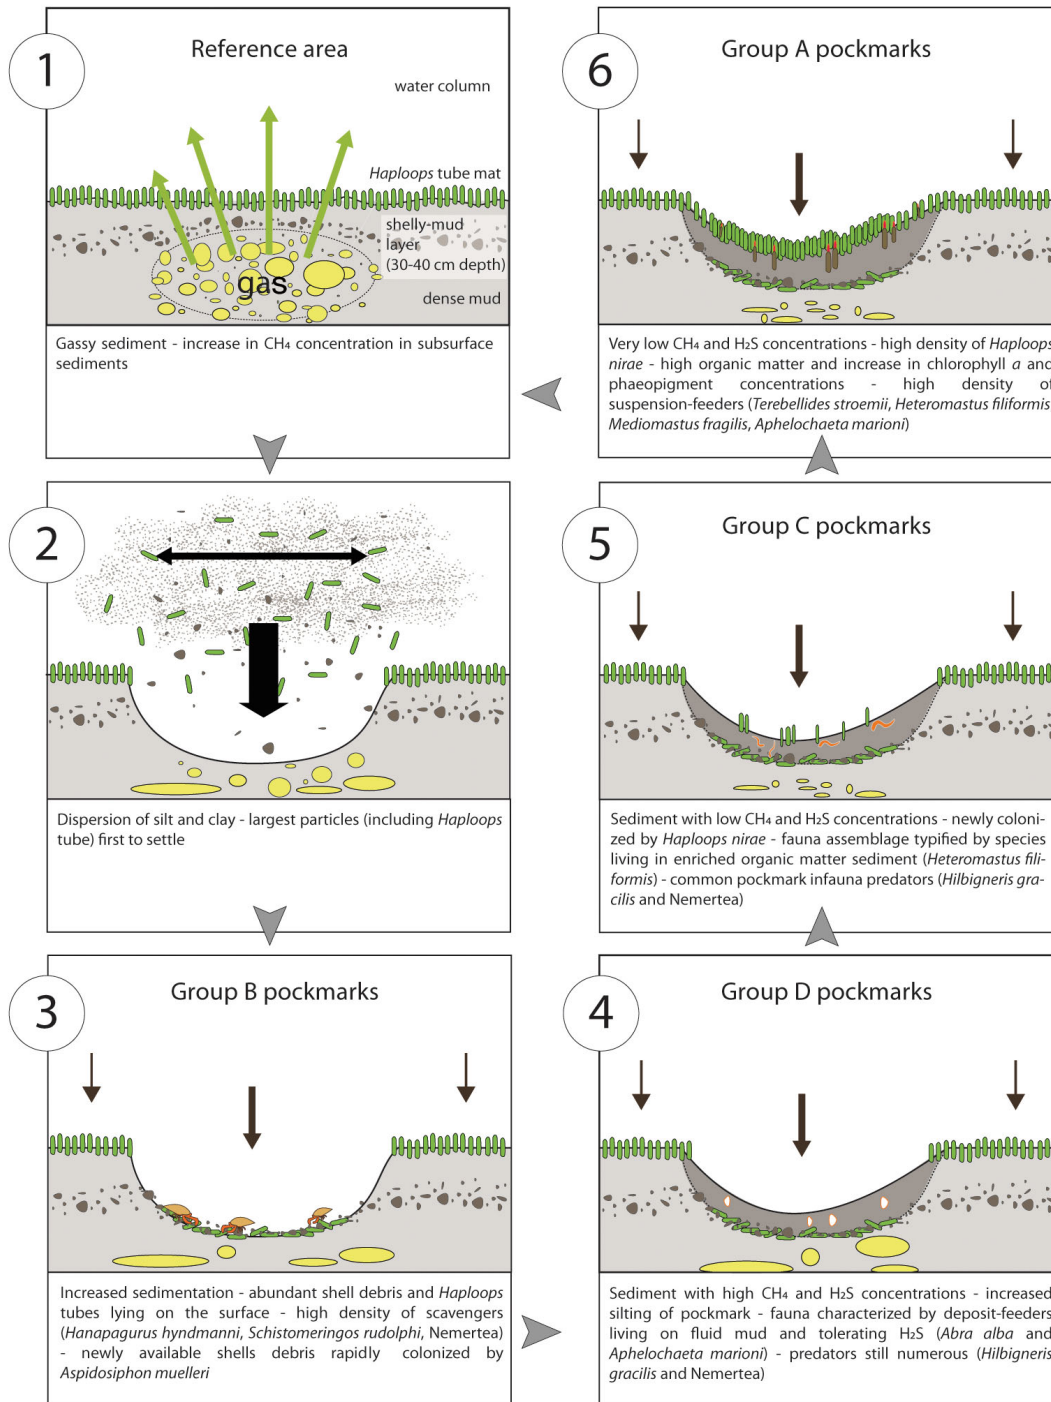 1
Reference area
water column
Haploops tube mat
shelly-mud
layer
(30-40 cm depth)
gas
dense mud
Gassy sediment - increase in CH₄ concentration in subsurface
sediments
2
Dispersion of silt and clay - largest particles (including Haploops
tube) first to settle
3
Group B pockmarks
Increased sedimentation - abundant shell debris and Haploops
tubes lying on the surface - high density of scavengers
(Hanapagurus hyndmanni, Schistomeringos rudolphi, Nemertea)
- newly available shells debris rapidly colonized by
Aspidosiphon muelleri
4
Group D pockmarks
Sediment with high CH₄ and H₂S concentrations - increased
silting of pockmark - fauna characterized by deposit-feeders
living on fluid mud and tolerating H₂S (Abra alba and
Aphelochaeta marioni) - predators still numerous (Hilbigneris
gracilis and Nemertea)
5
Group C pockmarks
Sediment with low CH₄ and H₂S concentrations - newly coloni-
zed by Haploops nirae - fauna assemblage typified by species
living in enriched organic matter sediment (Heteromastus fili-
formis) - common pockmark infauna predators (Hilbigneris gra-
cilis and Nemertea)
6
Group A pockmarks
Very low CH₄ and H₂S concentrations - high density of Haploops
nirae - high organic matter and increase in chlorophyll a and
phaeopigment concentrations - high density of
suspension-feeders (Terebellides stroemii, Heteromastus filiformis,
Mediomastus fragilis, Aphelochaeta marioni)